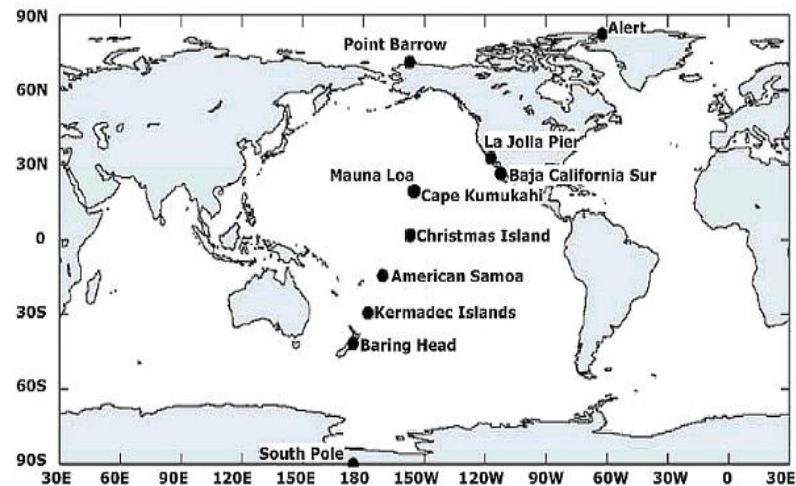 90N
Alert
Point Barrow
60N
La Jolla Pier
30N
Mauna Loa
Baja California Sur
Cape Kumukahi
0
Christmas Island
American Samoa
30S
Kermadec Islands
Baring Head
60S
South Pole
90S
30E 60E 90E 120E 150E 180 150W 120W 90W 60W 30W 0 30E